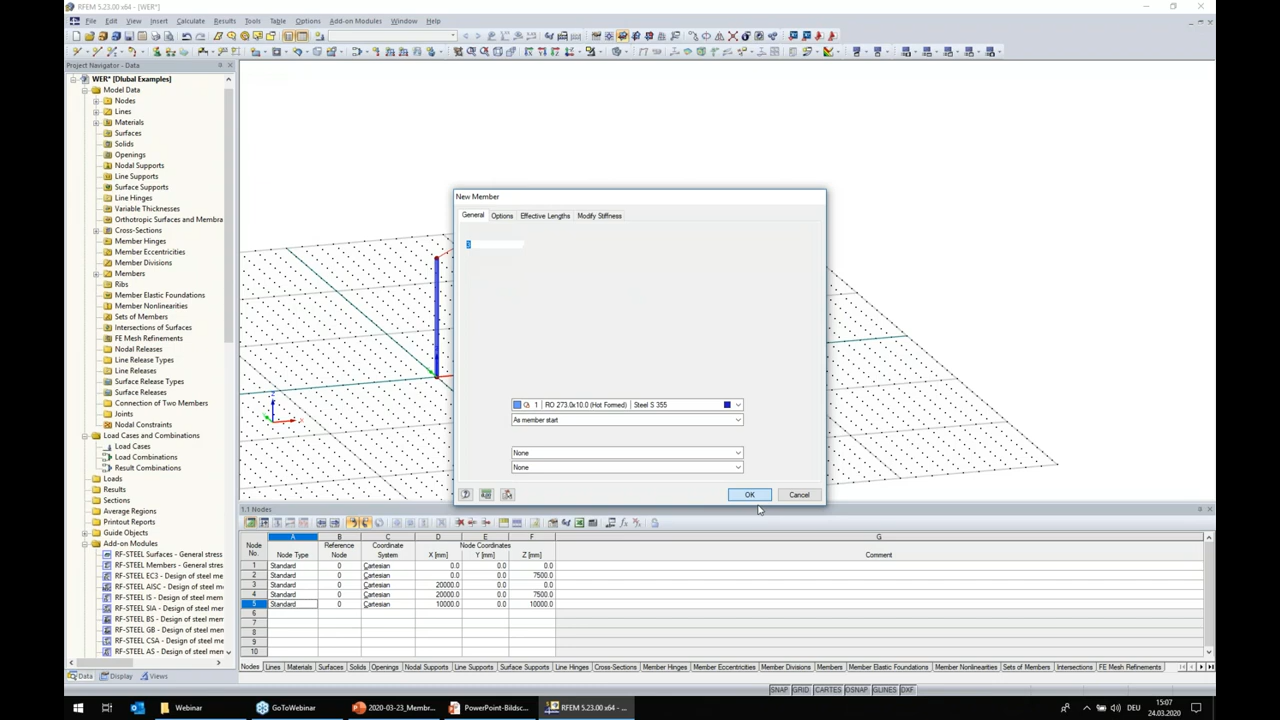 RFEM 5.23.00 x64 - [WER*]
File Edit View Insert Calculate Results Tools Table Options Add-on Modules Window Help
Project Navigator - Data
WER* [Dlubal Examples]
Model Data
Nodes
Lines
Materials
Surfaces
Solids
Openings
Nodal Supports
Line Supports
Surface Supports
Line Hinges
Variable Thicknesses
Orthotropic Surfaces and Membra
Cross-Sections
Member Hinges
Member Eccentricities
Member Divisions
Members
Ribs
Member Elastic Foundations
Member Nonlinearities
Sets of Members
Intersections of Surfaces
FE Mesh Refinements
Nodal Releases
Line Release Types
Line Releases
Surface Release Types
Surface Releases
Connection of Two Members
Joints
Nodal Constraints
Load Cases and Combinations
Load Cases
Load Combinations
Result Combinations
Loads
Results
Sections
Average Regions
Printout Reports
Guide Objects
Add-on Modules
RF-STEEL Surfaces - General stress
RF-STEEL Members - General stres
RF-STEEL EC3 - Design of steel me
RF-STEEL AISC - Design of steel m
RF-STEEL IS - Design of steel mem
RF-STEEL SIA - Design of steel me
RF-STEEL BS - Design of steel mem
RF-STEEL GB - Design of steel mem
RF-STEEL CSA - Design of steel me
RF-STEEL AS - Design of steel mem
Data Display Views
New Member
General Options Effective Lengths Modify Stiffness
3
1 RO 273.0x10.0 (Hot Formed) Steel S 355
As member start
None
None
OK Cancel
1.1 Nodes
A B C D E F G
Node No. Node Type Reference Node Coordinate System Node Coordinates X [mm] Y [mm] Z [mm] Comment
1 Standard 0 Cartesian 0.0 0.0 0.0
2 Standard 0 Cartesian 0.0 0.0 7500.0
3 Standard 0 Cartesian 20000.0 0.0 0.0
4 Standard 0 Cartesian 20000.0 0.0 7500.0
5 Standard 0 Cartesian 10000.0 0.0 10000.0
6
7
8
9
10
Nodes Lines Materials Surfaces Solids Openings Nodal Supports Line Supports Surface Supports Line Hinges Cross-Sections Member Hinges Member Eccentricities Member Divisions Members Member Elastic Foundations Member Nonlinearities Sets of Members Intersections FE Mesh Refinements
SNAP GRID CARTES OSNAP GLINES DXF
Webinar GoToWebinar 2020-03-23_Membr... PowerPoint-Bildsc... RFEM 5.23.00 x64 - ... DEU 15:07
24.03.2020